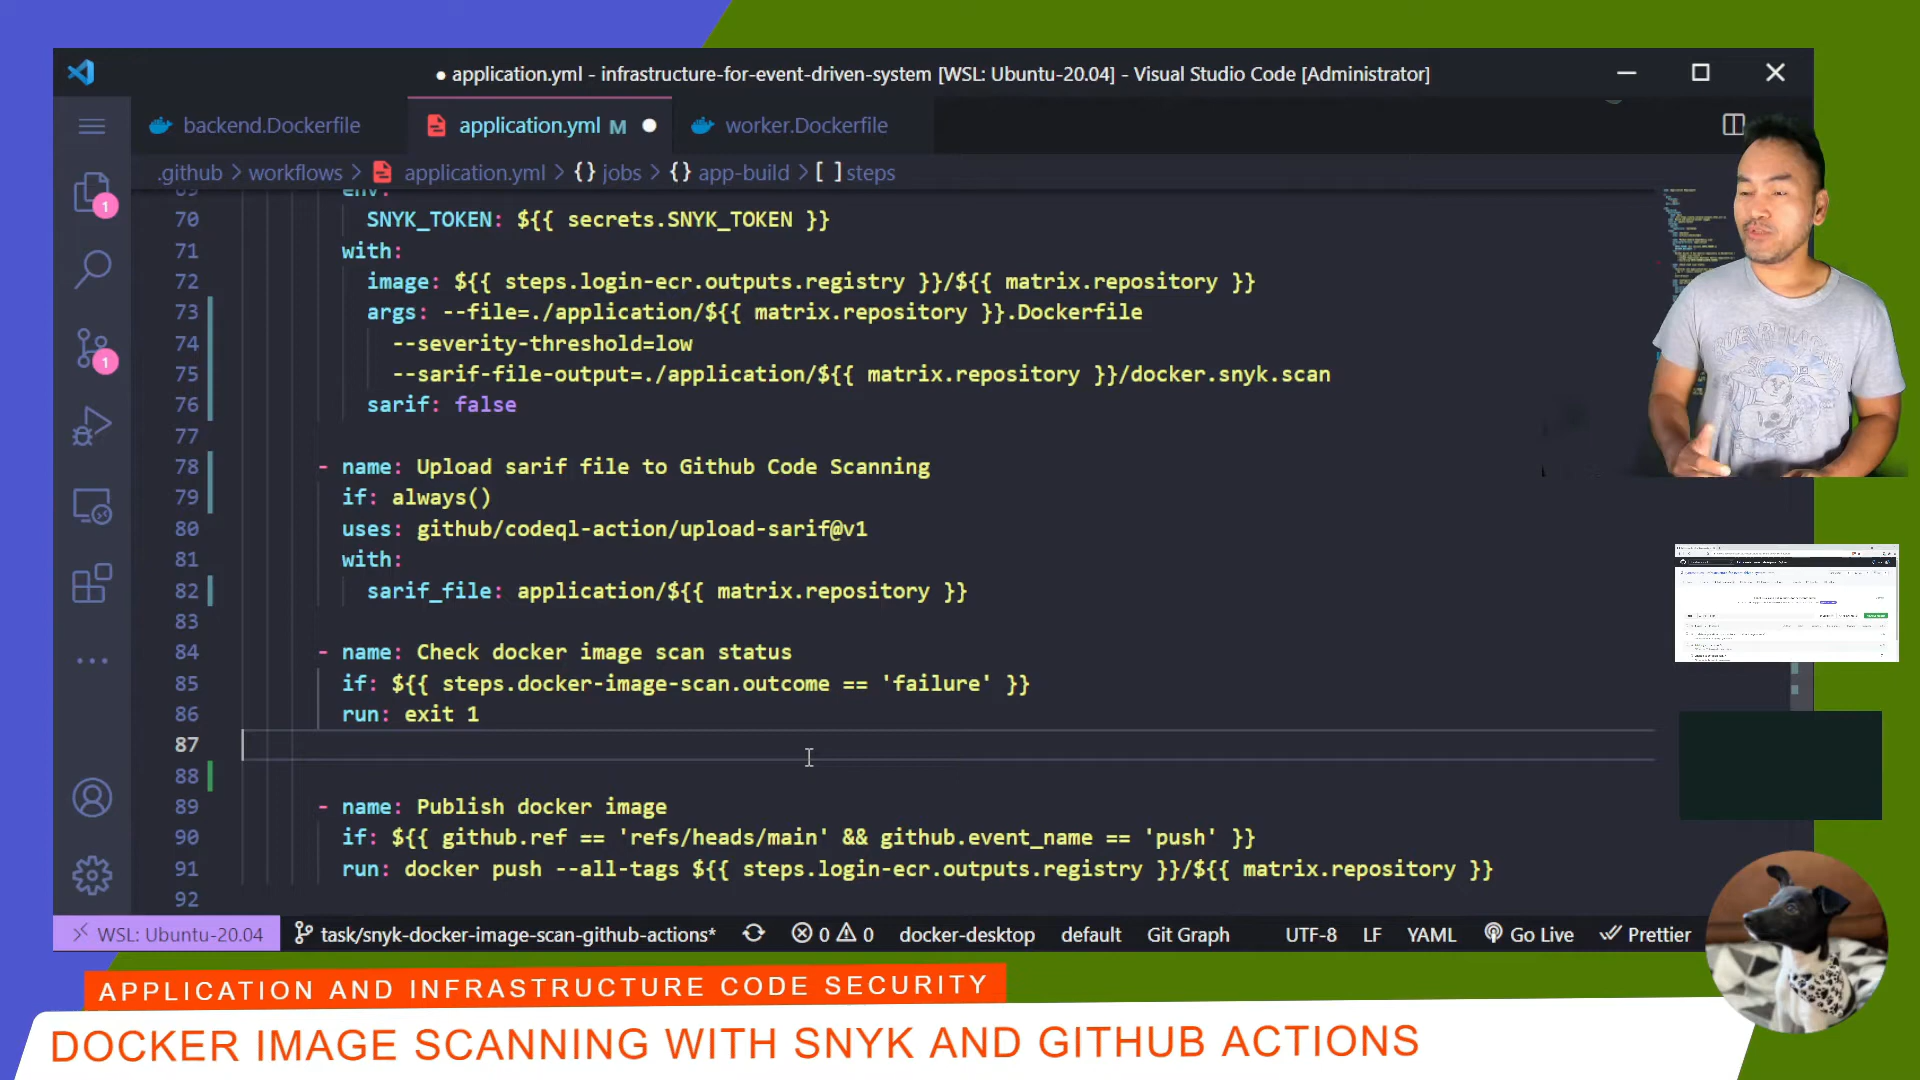 ● application.yml - infrastructure-for-event-driven-system [WSL: Ubuntu-20.04] - Visual Studio Code [Administrator]
backend.Dockerfile
application.yml M
worker.Dockerfile
.github > workflows > application.yml > {} jobs > {} app-build > [ ] steps
69 env:
70 SNYK_TOKEN: ${{ secrets.SNYK_TOKEN }}
71 with:
72 image: ${{ steps.login-ecr.outputs.registry }}/${{ matrix.repository }}
73 args: --file=./application/${{ matrix.repository }}.Dockerfile
74 --severity-threshold=low
75 --sarif-file-output=./application/${{ matrix.repository }}/docker.snyk.scan
76 sarif: false
77
78 - name: Upload sarif file to Github Code Scanning
79 if: always()
80 uses: github/codeql-action/upload-sarif@v1
81 with:
82 sarif_file: application/${{ matrix.repository }}
83
84 - name: Check docker image scan status
85 if: ${{ steps.docker-image-scan.outcome == 'failure' }}
86 run: exit 1
87
88
89 - name: Publish docker image
90 if: ${{ github.ref == 'refs/heads/main' && github.event_name == 'push' }}
91 run: docker push --all-tags ${{ steps.login-ecr.outputs.registry }}/${{ matrix.repository }}
92
1
1
WSL: Ubuntu-20.04 task/snyk-docker-image-scan-github-actions* 0 0 docker-desktop default Git Graph UTF-8 LF YAML Go Live Prettier
APPLICATION AND INFRASTRUCTURE CODE SECURITY
DOCKER IMAGE SCANNING WITH SNYK AND GITHUB ACTIONS